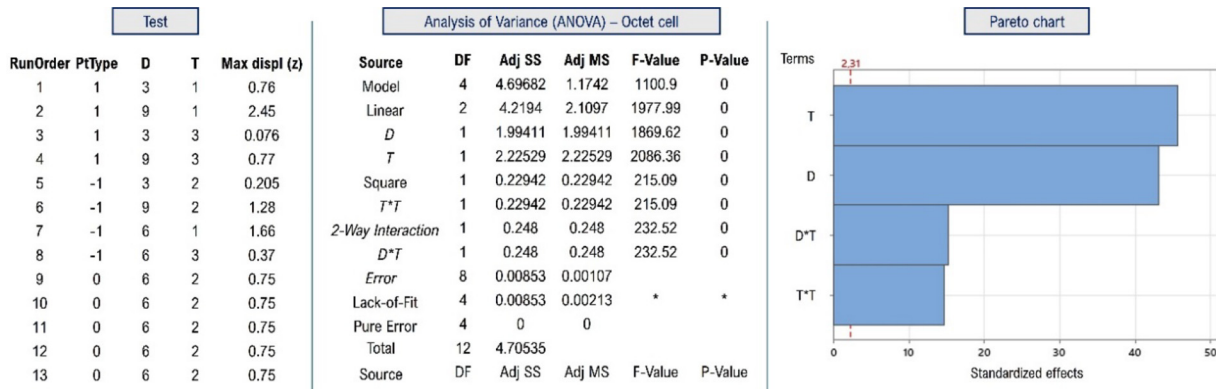 Test
RunOrder PtType D T Max displ (z)
1 1 3 1 0.76
2 1 9 1 2.45
3 1 3 3 0.076
4 1 9 3 0.77
5 -1 3 2 0.205
6 -1 9 2 1.28
7 -1 6 1 1.66
8 -1 6 3 0.37
9 0 6 2 0.75
10 0 6 2 0.75
11 0 6 2 0.75
12 0 6 2 0.75
13 0 6 2 0.75
Analysis of Variance (ANOVA) – Octet cell
Source DF Adj SS Adj MS F-Value P-Value
Model 4 4.69682 1.1742 1100.9 0
Linear 2 4.2194 2.1097 1977.99 0
D 1 1.99411 1.99411 1869.62 0
T 1 2.22529 2.22529 2086.36 0
Square 1 0.22942 0.22942 215.09 0
T*T 1 0.22942 0.22942 215.09 0
2-Way Interaction 1 0.248 0.248 232.52 0
D*T 1 0.248 0.248 232.52 0
Error 8 0.00853 0.00107
Lack-of-Fit 4 0.00853 0.00213 * *
Pure Error 4 0 0
Total 12 4.70535
Source DF Adj SS Adj MS F-Value P-Value
Pareto chart
Terms
2,31
T
D
D*T
T*T
0 10 20 30 40 50
Standardized effects